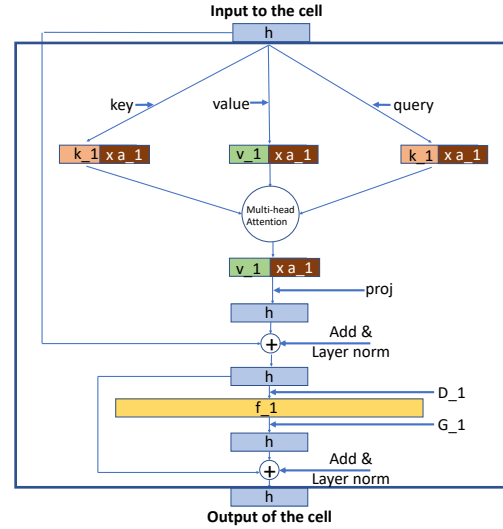 Input to the cell
h
key
value
query
k_1 x a_1
v_1 x a_1
k_1 x a_1
Multi-head
Attention
v_1 x a_1
proj
h
+
Add &
Layer norm
h
D_1
f_1
G_1
h
+
Add &
Layer norm
h
Output of the cell